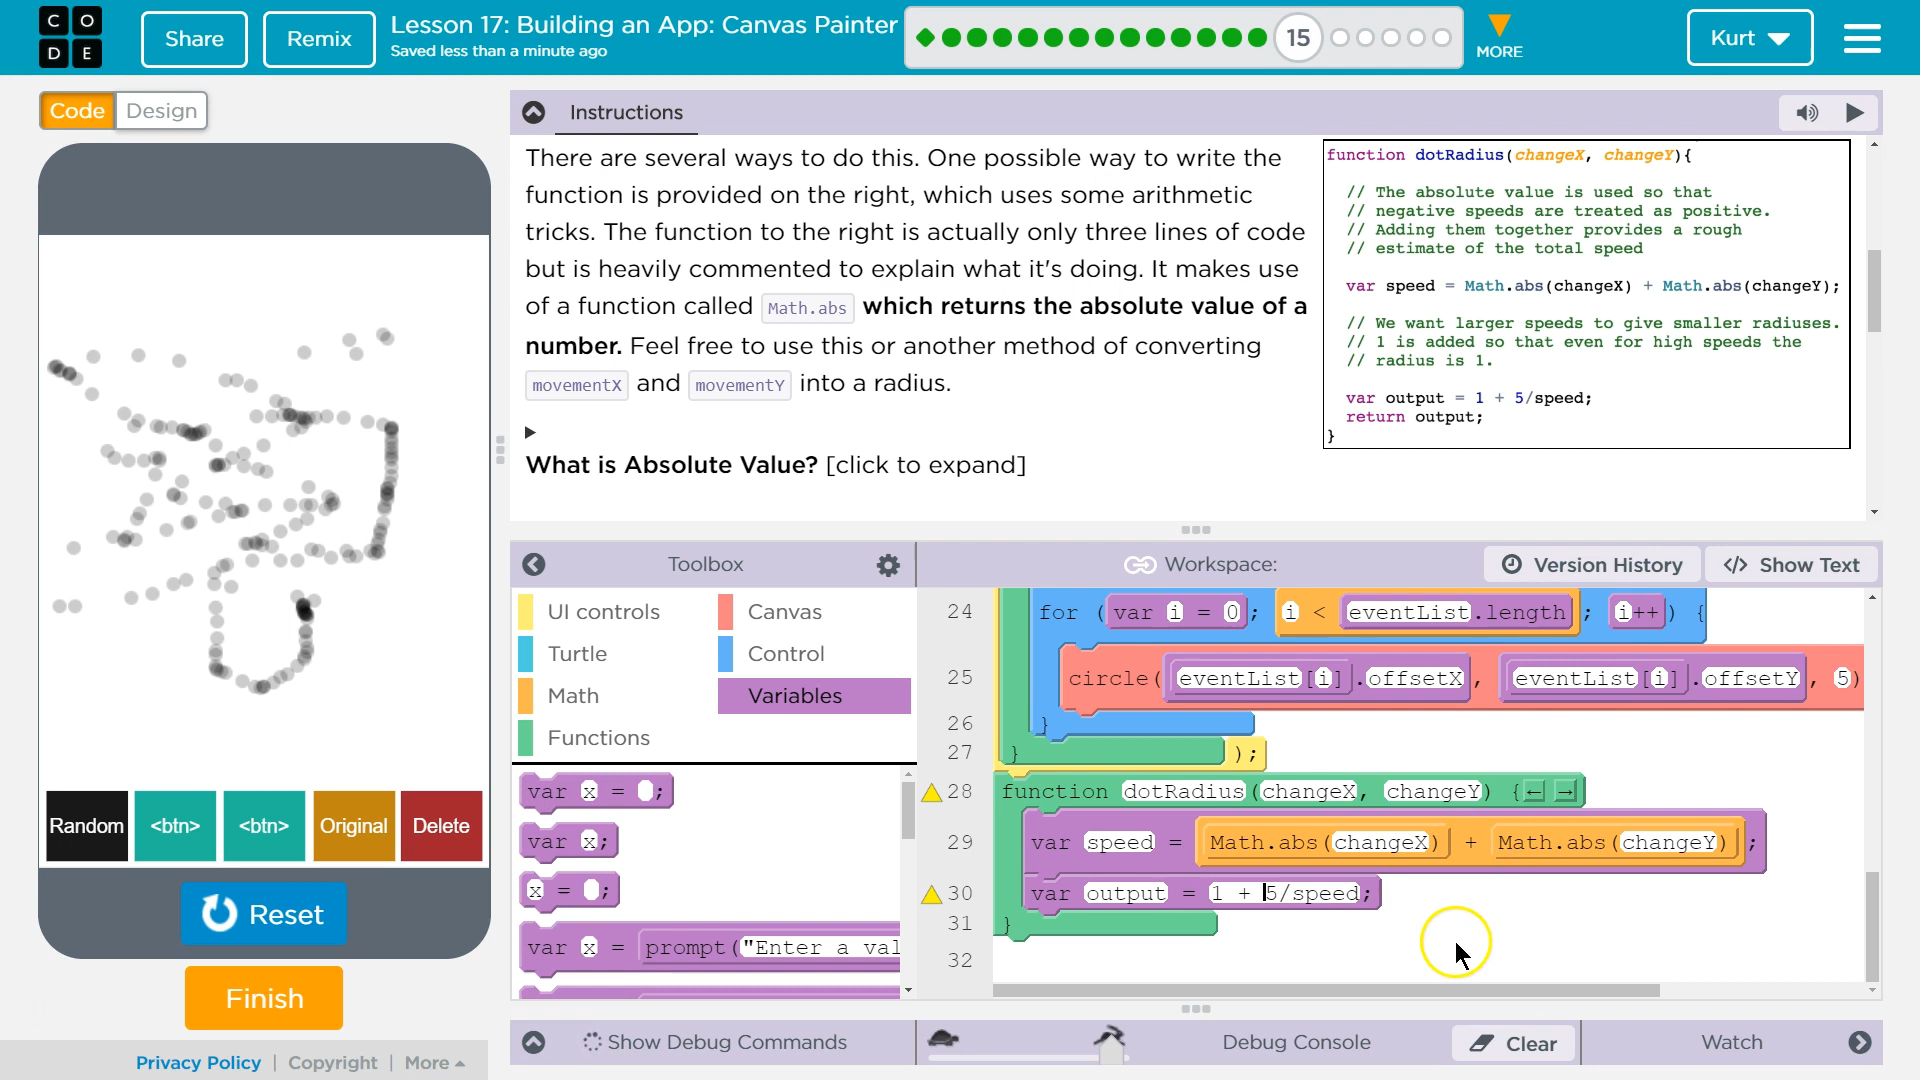 C O
D E
Share
Remix
Lesson 17: Building an App: Canvas Painter
Saved less than a minute ago
15
MORE
Kurt
Code
Design
Instructions
There are several ways to do this. One possible way to write the
function is provided on the right, which uses some arithmetic
tricks. The function to the right is actually only three lines of code
but is heavily commented to explain what it's doing. It makes use
of a function called Math.abs which returns the absolute value of a
number. Feel free to use this or another method of converting
movementX and movementY into a radius.
What is Absolute Value? [click to expand]
function dotRadius(changeX, changeY){
// The absolute value is used so that
// negative speeds are treated as positive.
// Adding them together provides a rough
// estimate of the total speed
var speed = Math.abs(changeX) + Math.abs(changeY);
// We want larger speeds to give smaller radiuses.
// 1 is added so that even for high speeds the
// radius is 1.
var output = 1 + 5/speed;
return output;
}
Random
<btn>
<btn>
Original
Delete
Reset
Finish
Privacy Policy | Copyright | More
Toolbox
UI controls
Canvas
Turtle
Control
Math
Variables
Functions
var x = ;
var x;
x = ;
var x = prompt("Enter a val
Workspace:
Version History
</> Show Text
24 for (var i = 0; i < eventList.length; i++) {
25 circle(eventList[i].offsetX, eventList[i].offsetY, 5)
26 }
27 } );
28 function dotRadius(changeX, changeY) {← →
29 var speed = Math.abs(changeX) + Math.abs(changeY);
30 var output = 1 + 5/speed;
31 }
32
Show Debug Commands
Debug Console
Clear
Watch